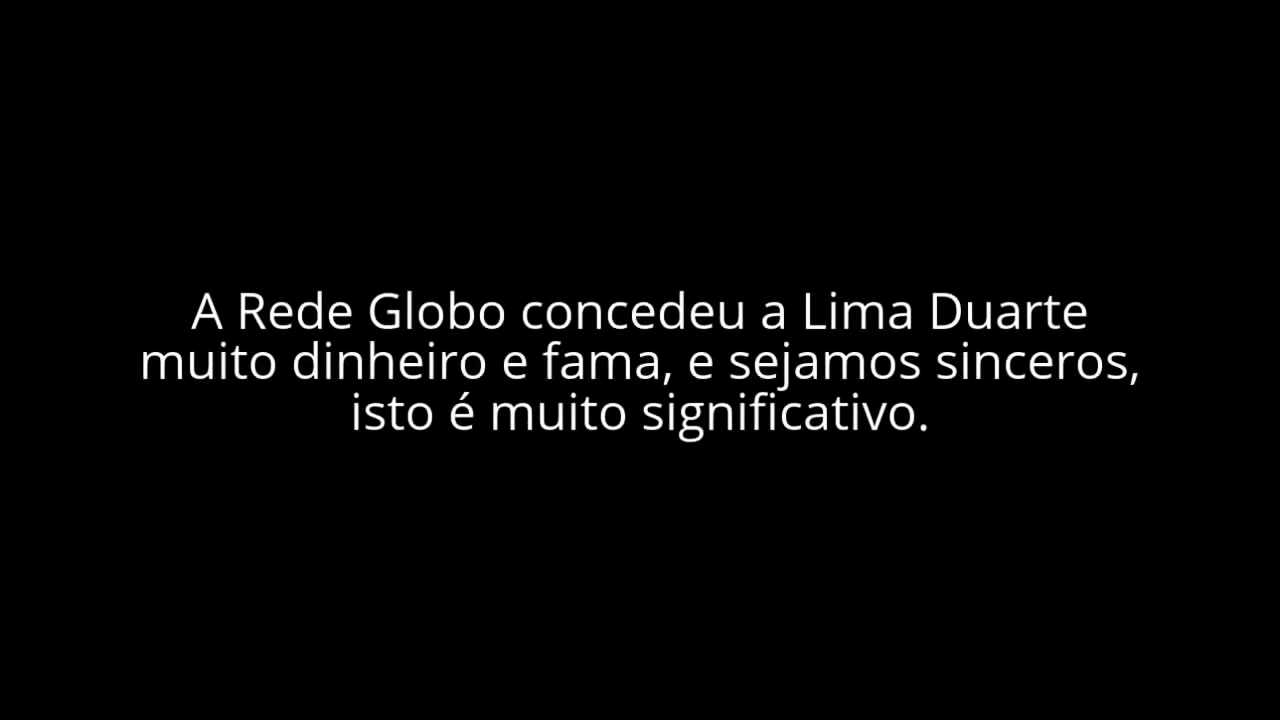 A Rede Globo concedeu a Lima Duarte
muito dinheiro e fama, e sejamos sinceros,
isto é muito significativo.